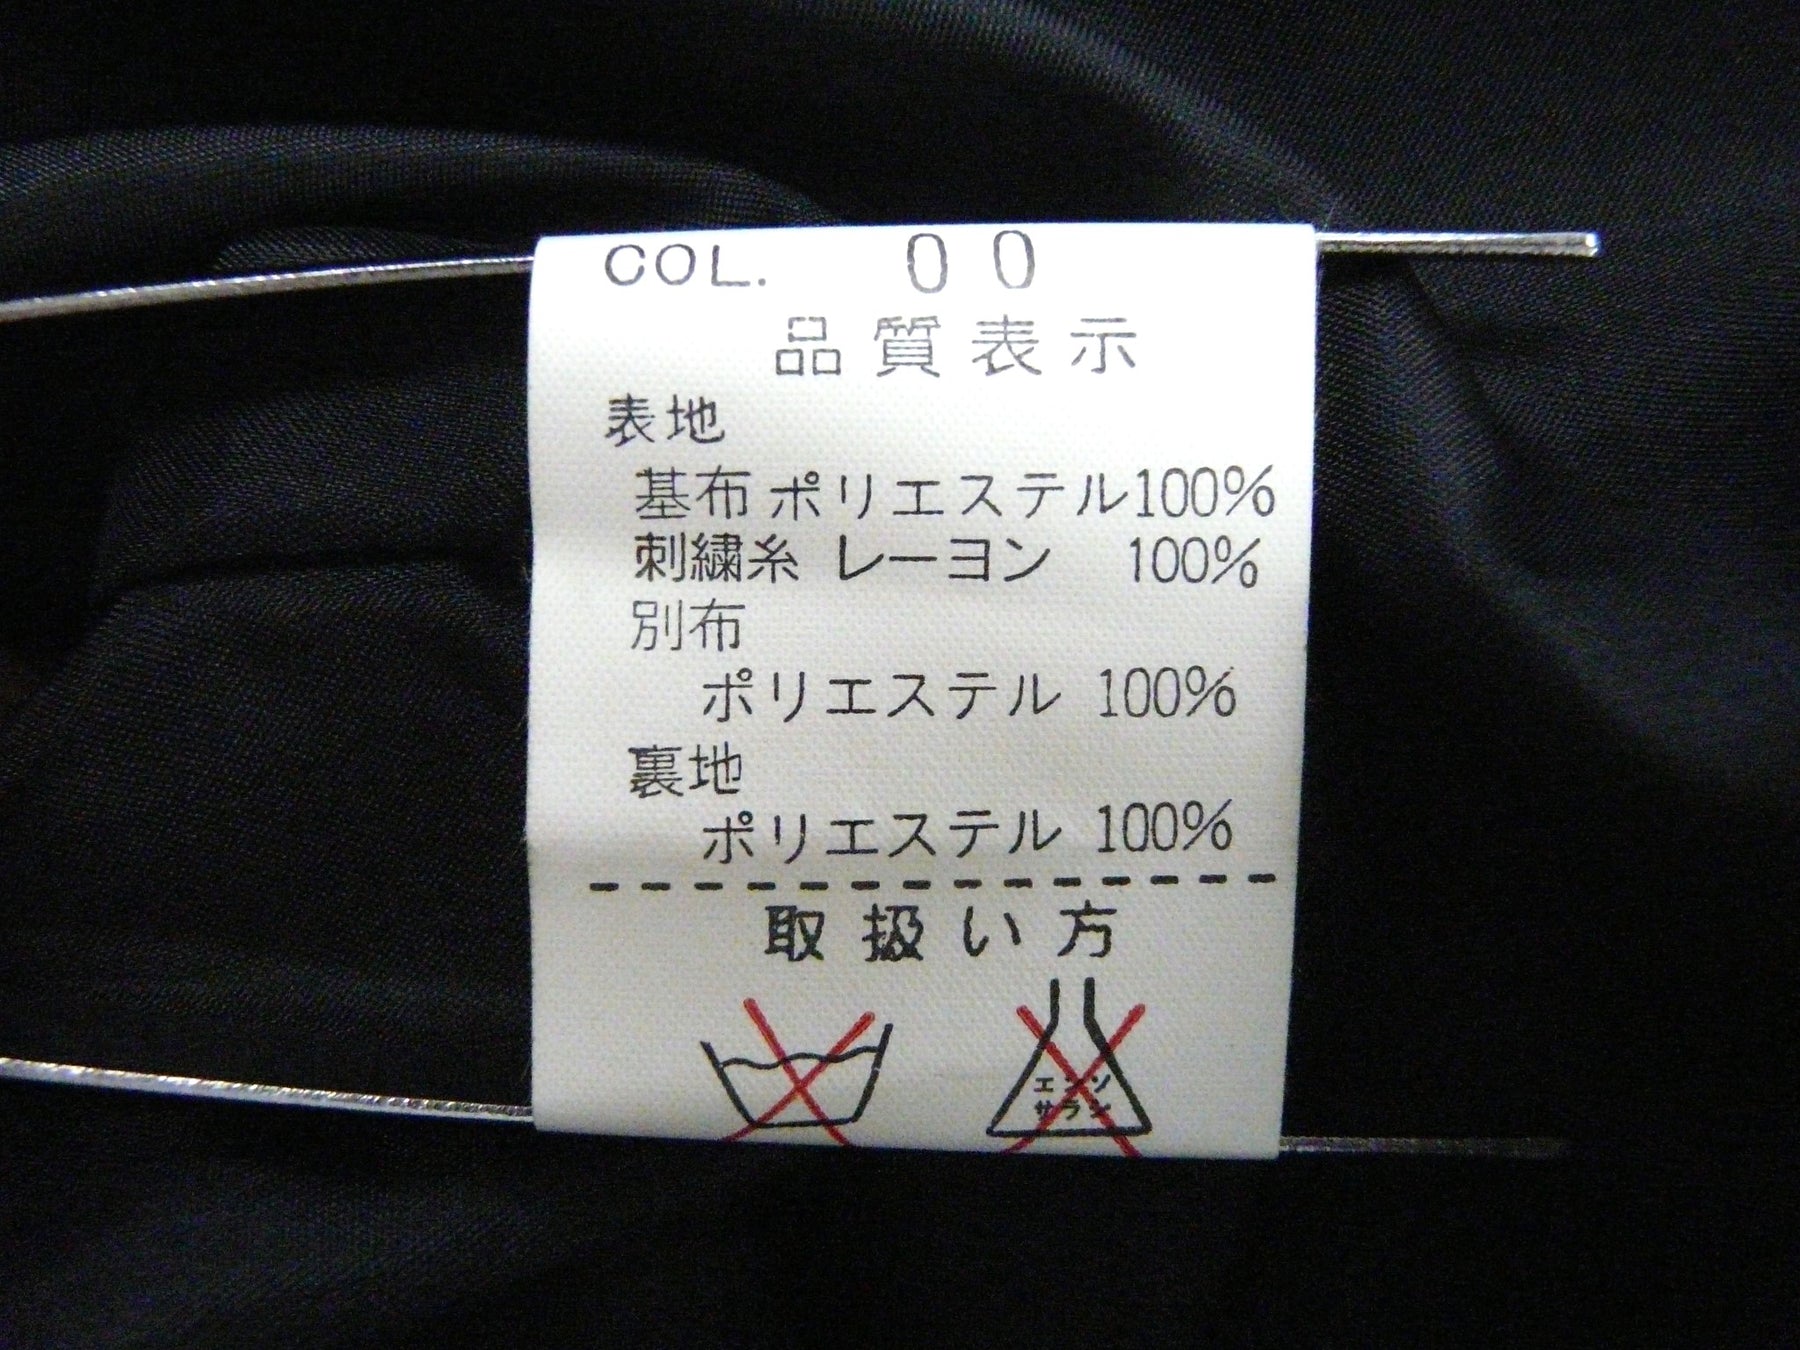 COL. 00
品質表示
表地
基布 ポリエステル100%
刺繍糸 レーヨン 100%
別布
ポリエステル 100%
裏地
ポリエステル 100%
取扱い方
エンソ
サラシ